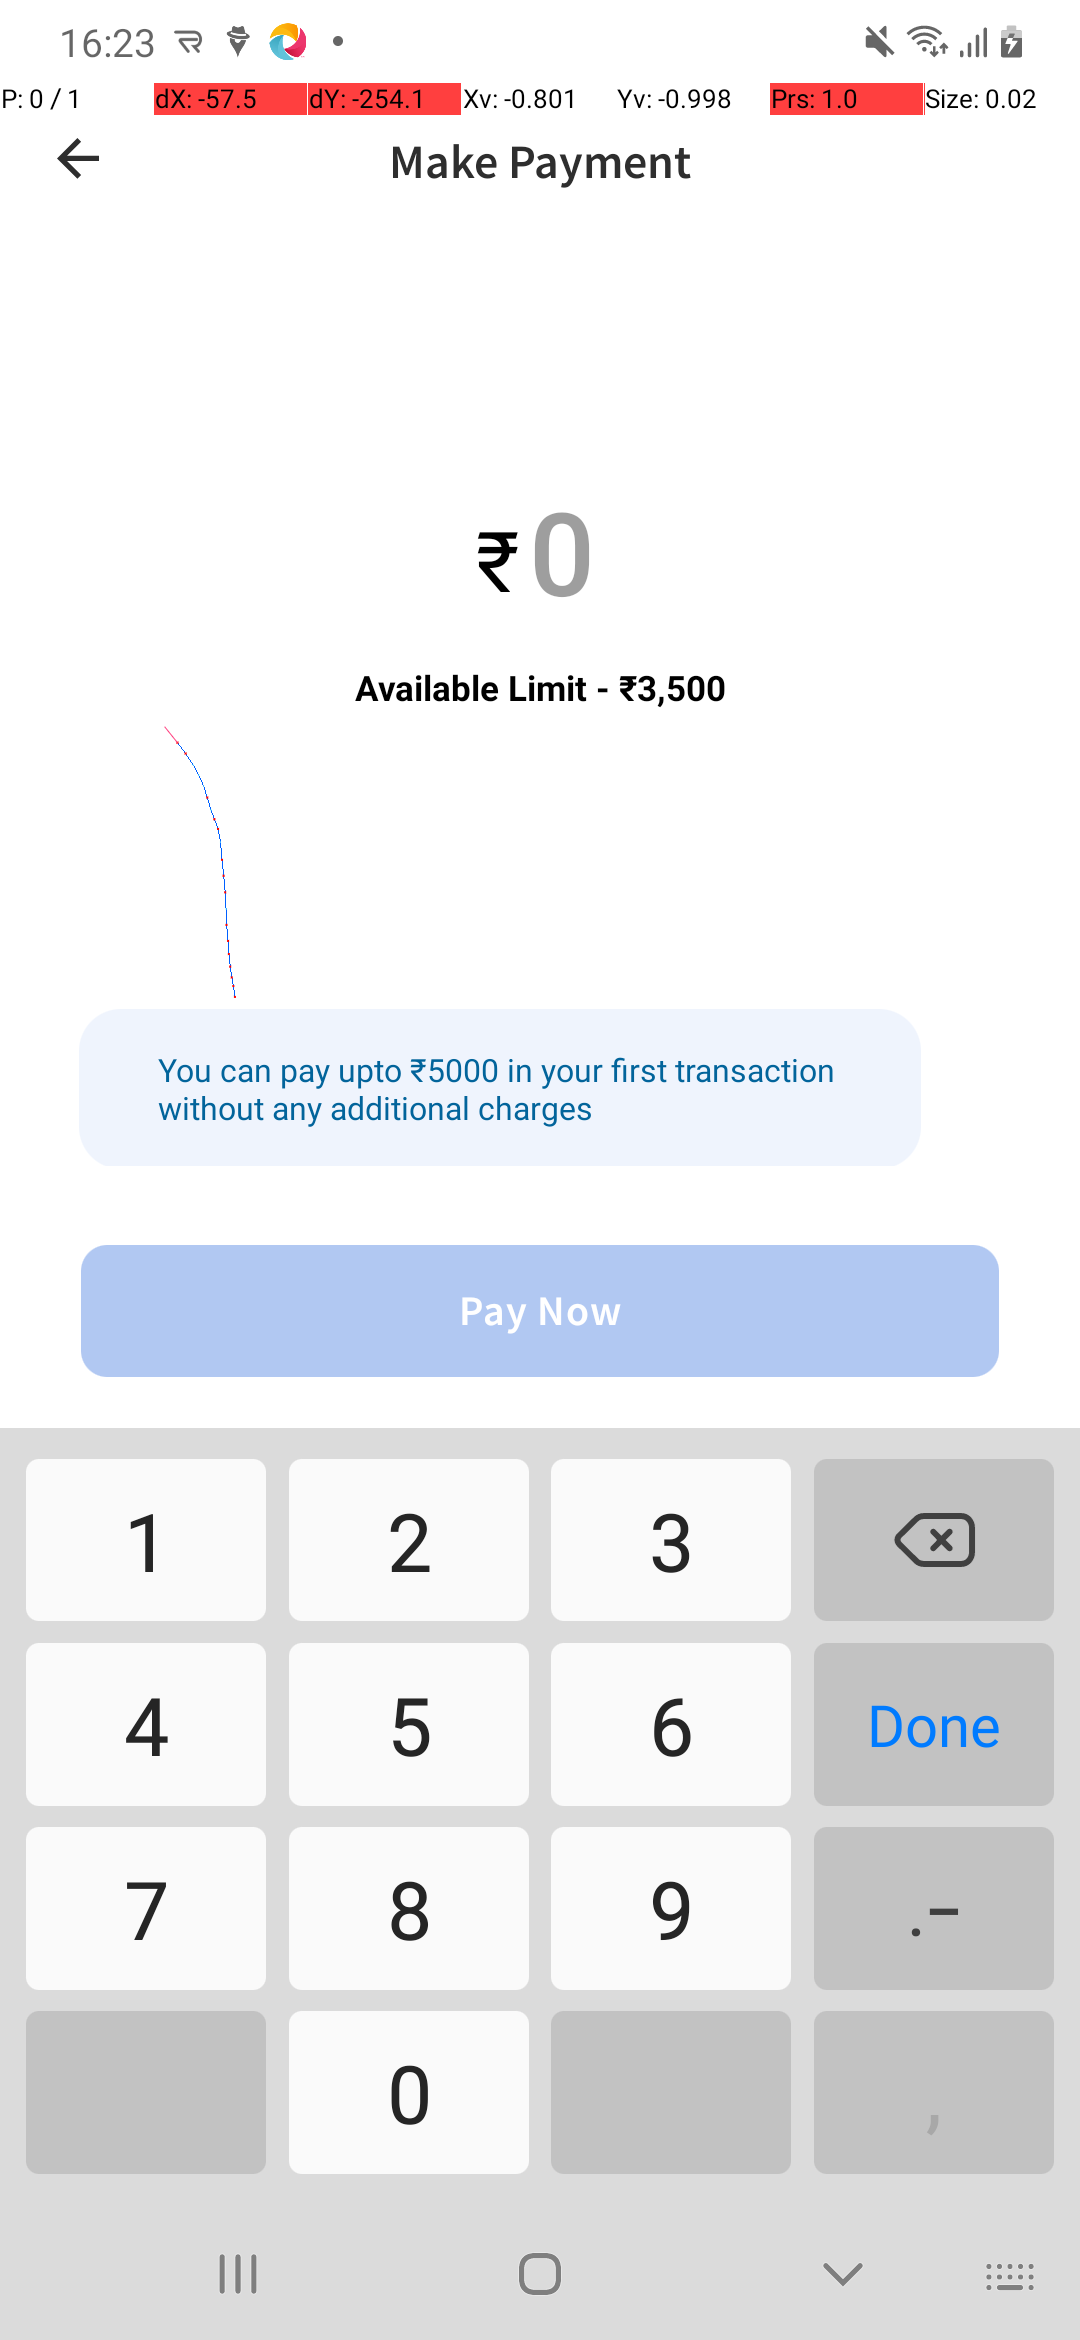 16:23
P: 0 / 1 dX: -57.5 dY: -254.1 Xv: -0.801 Yv: -0.998 Prs: 1.0 Size: 0.02
Make Payment
₹0
Available Limit - ₹3,500
You can pay upto ₹5000 in your first transaction
without any additional charges
Pay Now
1 2 3
4 5 6 Done
7 8 9 .-
0 ,